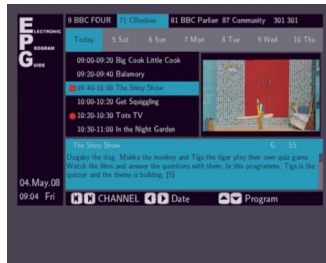 9 BBC FOUR 71 CBeebies 81 BBC Parliar 87 Community 301 301
ELECTRONIC
PROGRAM
GUIDE
Today 5 Sat 6 Sun 7 Mon 8 Tue 9 Wed 10 Thu
09:00-09:20 Big Cook Little Cook
09:20-09:40 Balamory
09:40-10:00 The Shiny Show
10:00-10:20 Get Squiggling
10:20-10:30 Tots TV
10:30-11:00 In the Night Garden
The Shiny Show G 55
Dogsby the dog, Mukka the monkey and Tigs the tiger play their own quiz game.
Watch the films and answer the questions with them. In this programme, Tigs is the
quizzer and the theme is building. [S]
04.May.08
09:04 Fri
CHANNEL Date Program